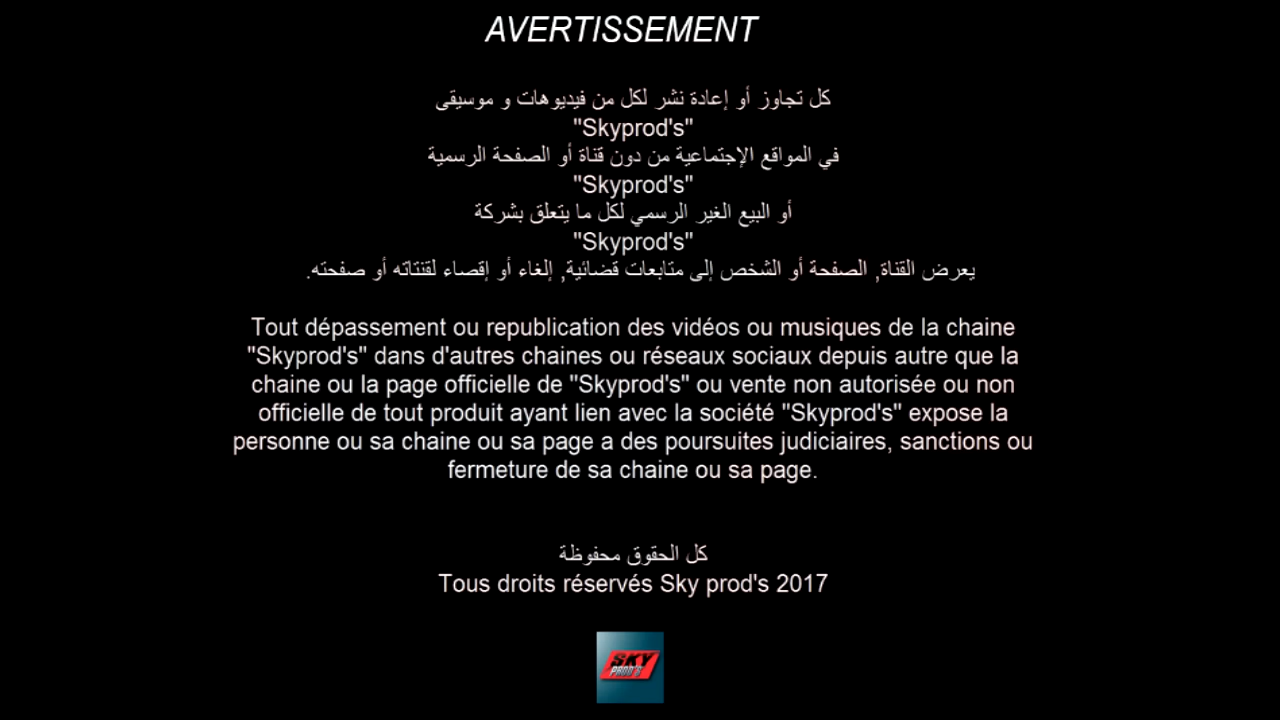 AVERTISSEMENT
كل تجاوز أو إعادة نشر لكل من فيديوهات و موسيقى
"Skyprod's"
في المواقع الإجتماعية من دون قناة أو الصفحة الرسمية
"Skyprod's"
أو البيع الغير الرسمي لكل ما يتعلق بشركة
"Skyprod's"
يعرض القناة, الصفحة أو الشخص إلى متابعات قضائية, إلغاء أو إقصاء لقنتاته أو صفحته.
Tout dépassement ou republication des vidéos ou musiques de la chaine
"Skyprod's" dans d'autres chaines ou réseaux sociaux depuis autre que la
chaine ou la page officielle de "Skyprod's" ou vente non autorisée ou non
officielle de tout produit ayant lien avec la société "Skyprod's" expose la
personne ou sa chaine ou sa page a des poursuites judiciaires, sanctions ou
fermeture de sa chaine ou sa page.
كل الحقوق محفوظة
Tous droits réservés Sky prod's 2017
SKY
PROD'S